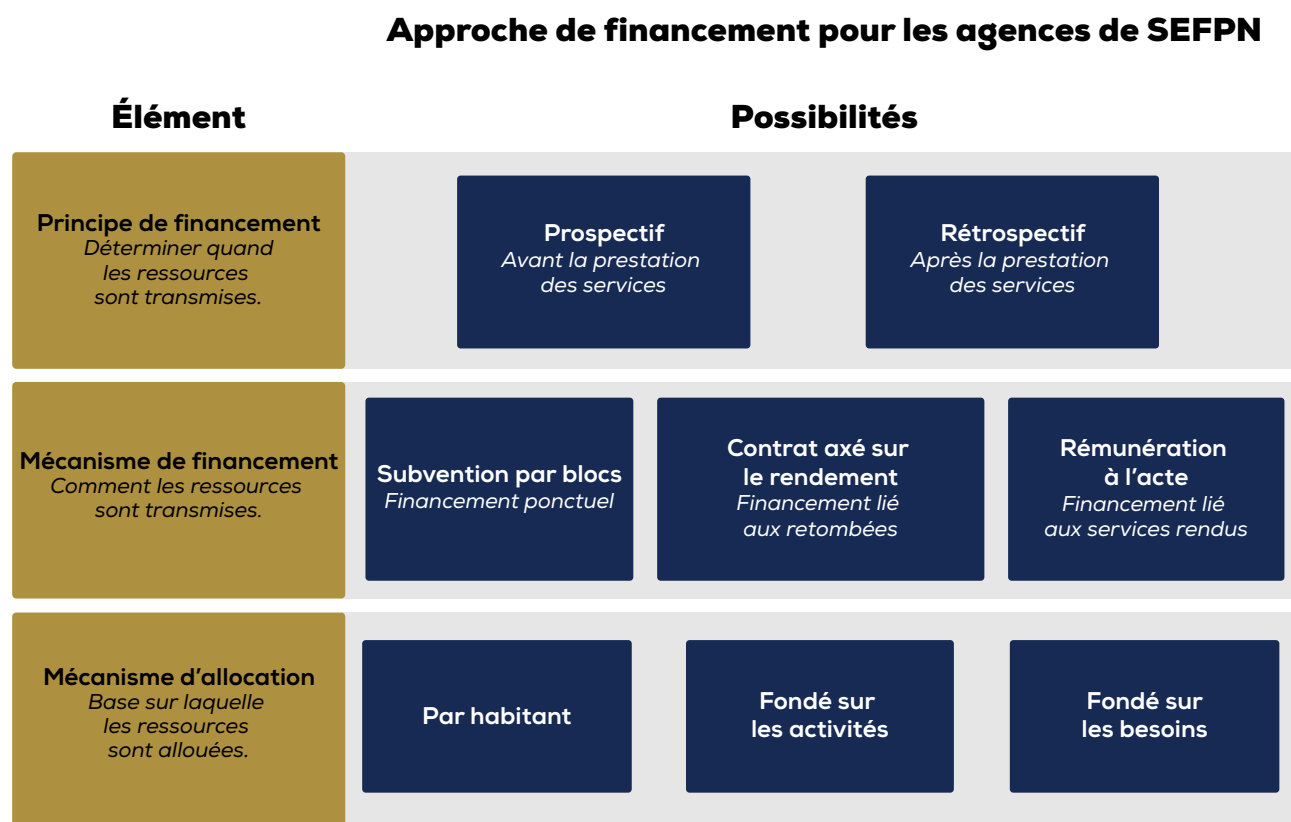 Approche de financement pour les agences de SEFPN
Élément
Possibilités
Principe de financement
Déterminer quand
les ressources
sont transmises.
Prospectif
Avant la prestation
des services
Rétrospectif
Après la prestation
des services
Mécanisme de financement
Comment les ressources
sont transmises.
Subvention par blocs
Financement ponctuel
Contrat axé sur
le rendement
Financement lié
aux retombées
Rémunération
à l’acte
Financement lié
aux services rendus
Mécanisme d’allocation
Base sur laquelle
les ressources
sont allouées.
Par habitant
Fondé sur
les activités
Fondé sur
les besoins